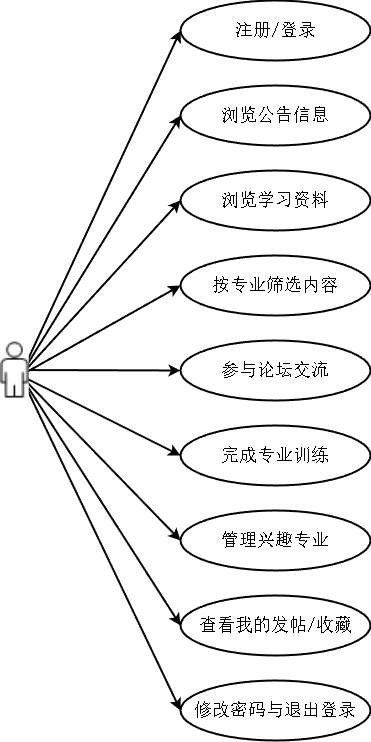 注册/登录
浏览公告信息
浏览学习资料
按专业筛选内容
参与论坛交流
完成专业训练
管理兴趣专业
查看我的发帖/收藏
修改密码与退出登录